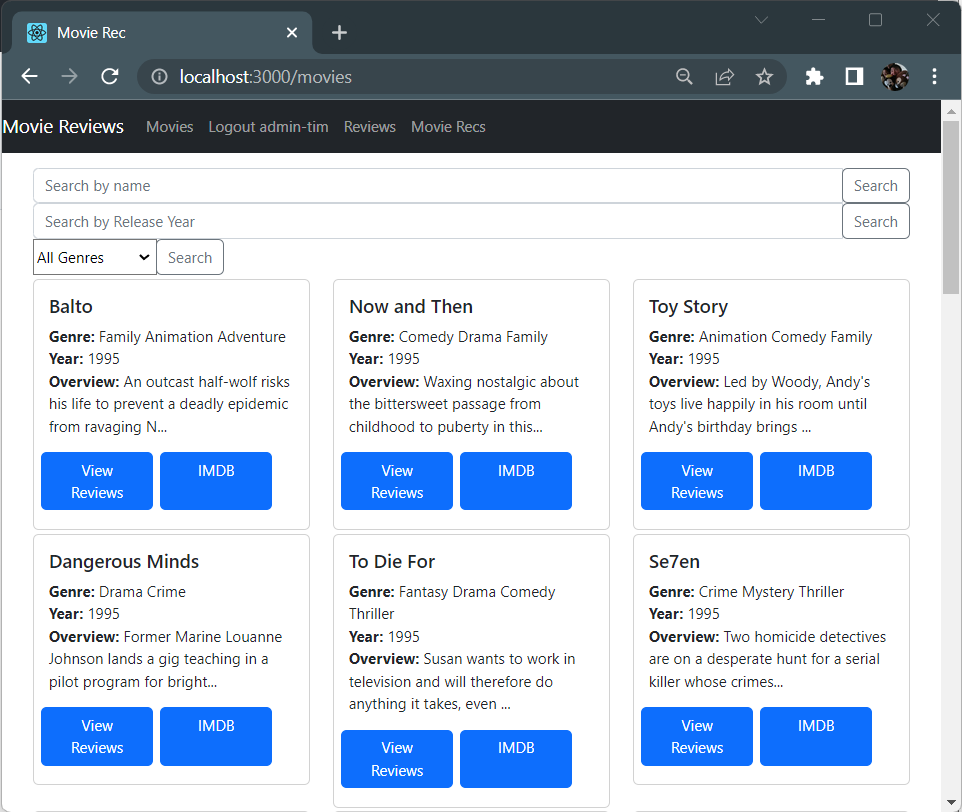 Movie Rec
localhost:3000/movies
Movie Reviews Movies Logout admin-tim Reviews Movie Recs
Search by name Search
Search by Release Year Search
All Genres Search
Balto
Genre: Family Animation Adventure
Year: 1995
Overview: An outcast half-wolf risks
his life to prevent a deadly epidemic
from ravaging N...
View
Reviews
IMDB
Now and Then
Genre: Comedy Drama Family
Year: 1995
Overview: Waxing nostalgic about
the bittersweet passage from
childhood to puberty in this...
View
Reviews
IMDB
Toy Story
Genre: Animation Comedy Family
Year: 1995
Overview: Led by Woody, Andy's
toys live happily in his room until
Andy's birthday brings ...
View
Reviews
IMDB
Dangerous Minds
Genre: Drama Crime
Year: 1995
Overview: Former Marine Louanne
Johnson lands a gig teaching in a
pilot program for bright...
View
Reviews
IMDB
To Die For
Genre: Fantasy Drama Comedy
Thriller
Year: 1995
Overview: Susan wants to work in
television and will therefore do
anything it takes, even ...
View
Reviews
IMDB
Se7en
Genre: Crime Mystery Thriller
Year: 1995
Overview: Two homicide detectives
are on a desperate hunt for a serial
killer whose crimes...
View
Reviews
IMDB